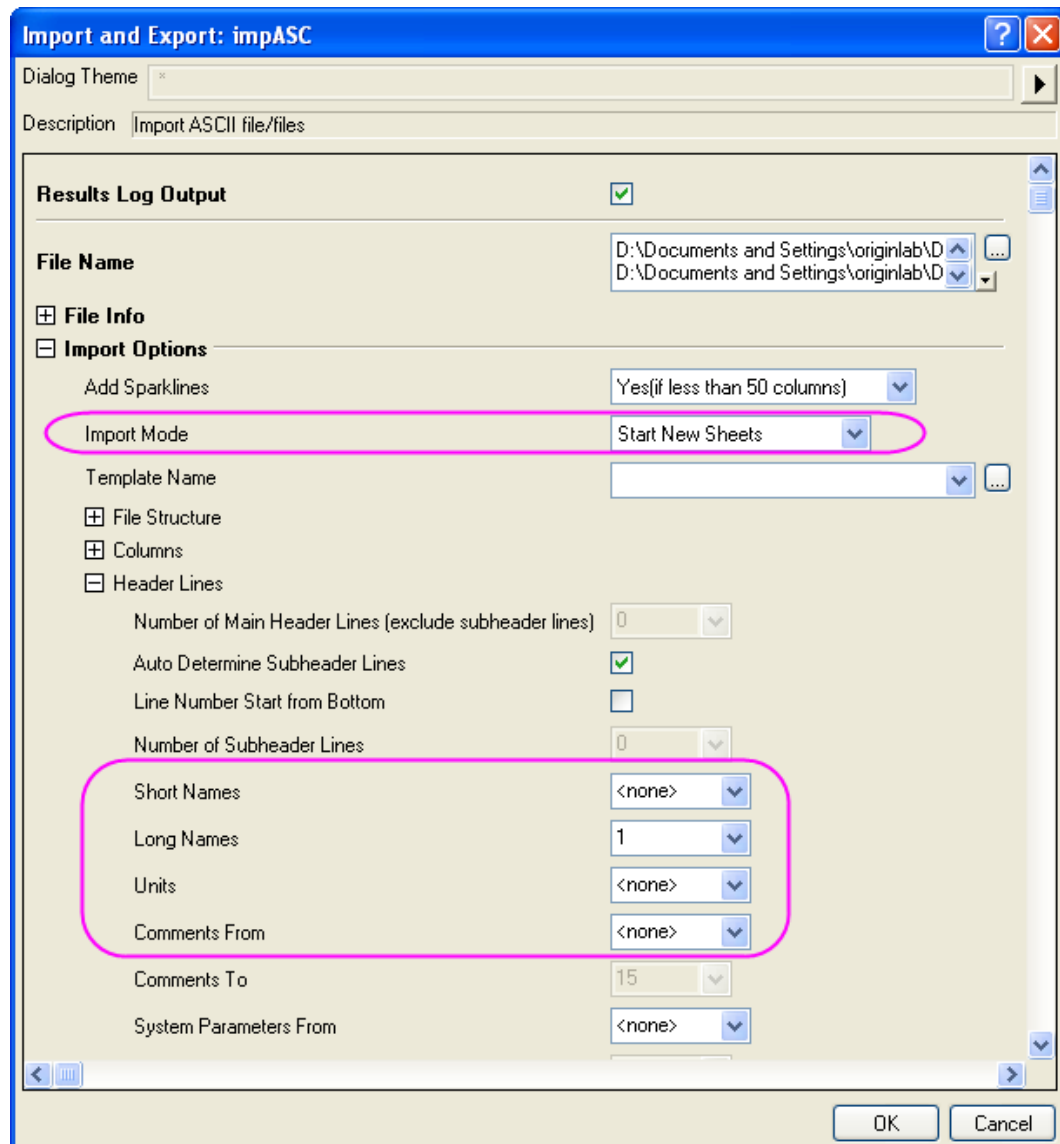 Import and Export: impASC
Dialog Theme *
Description Import ASCII file/files
Results Log Output
File Name D:\Documents and Settings\originlab\D ...
D:\Documents and Settings\originlab\D
File Info
Import Options
Add Sparklines Yes(if less than 50 columns)
Import Mode Start New Sheets
Template Name ...
File Structure
Columns
Header Lines
Number of Main Header Lines (exclude subheader lines) 0
Auto Determine Subheader Lines
Line Number Start from Bottom
Number of Subheader Lines 0
Short Names <none>
Long Names 1
Units <none>
Comments From <none>
Comments To 15
System Parameters From <none>
OK Cancel